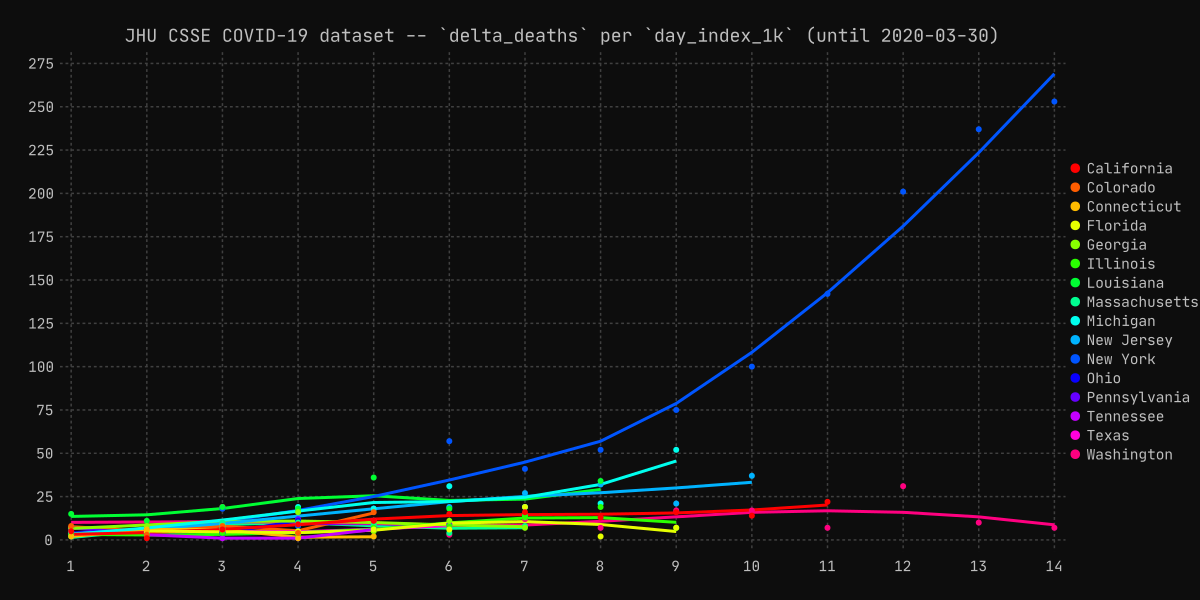 JHU CSSE COVID-19 dataset -- `delta_deaths` per `day_index_1k` (until 2020-03-30)
275
250
225
200
175
150
125
100
75
50
25
0
1 2 3 4 5 6 7 8 9 10 11 12 13 14
California
Colorado
Connecticut
Florida
Georgia
Illinois
Louisiana
Massachusetts
Michigan
New Jersey
New York
Ohio
Pennsylvania
Tennessee
Texas
Washington